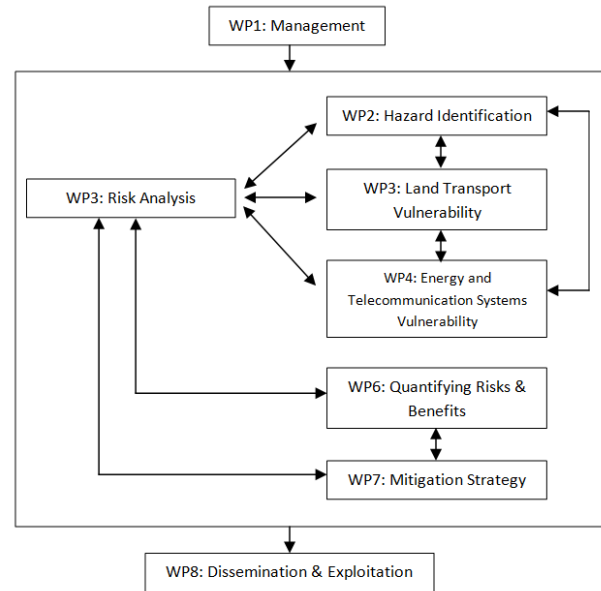 WP1: Management
WP2: Hazard Identification
WP3: Risk Analysis
WP3: Land Transport
Vulnerability
WP4: Energy and
Telecommunication Systems
Vulnerability
WP6: Quantifying Risks &
Benefits
WP7: Mitigation Strategy
WP8: Dissemination & Exploitation